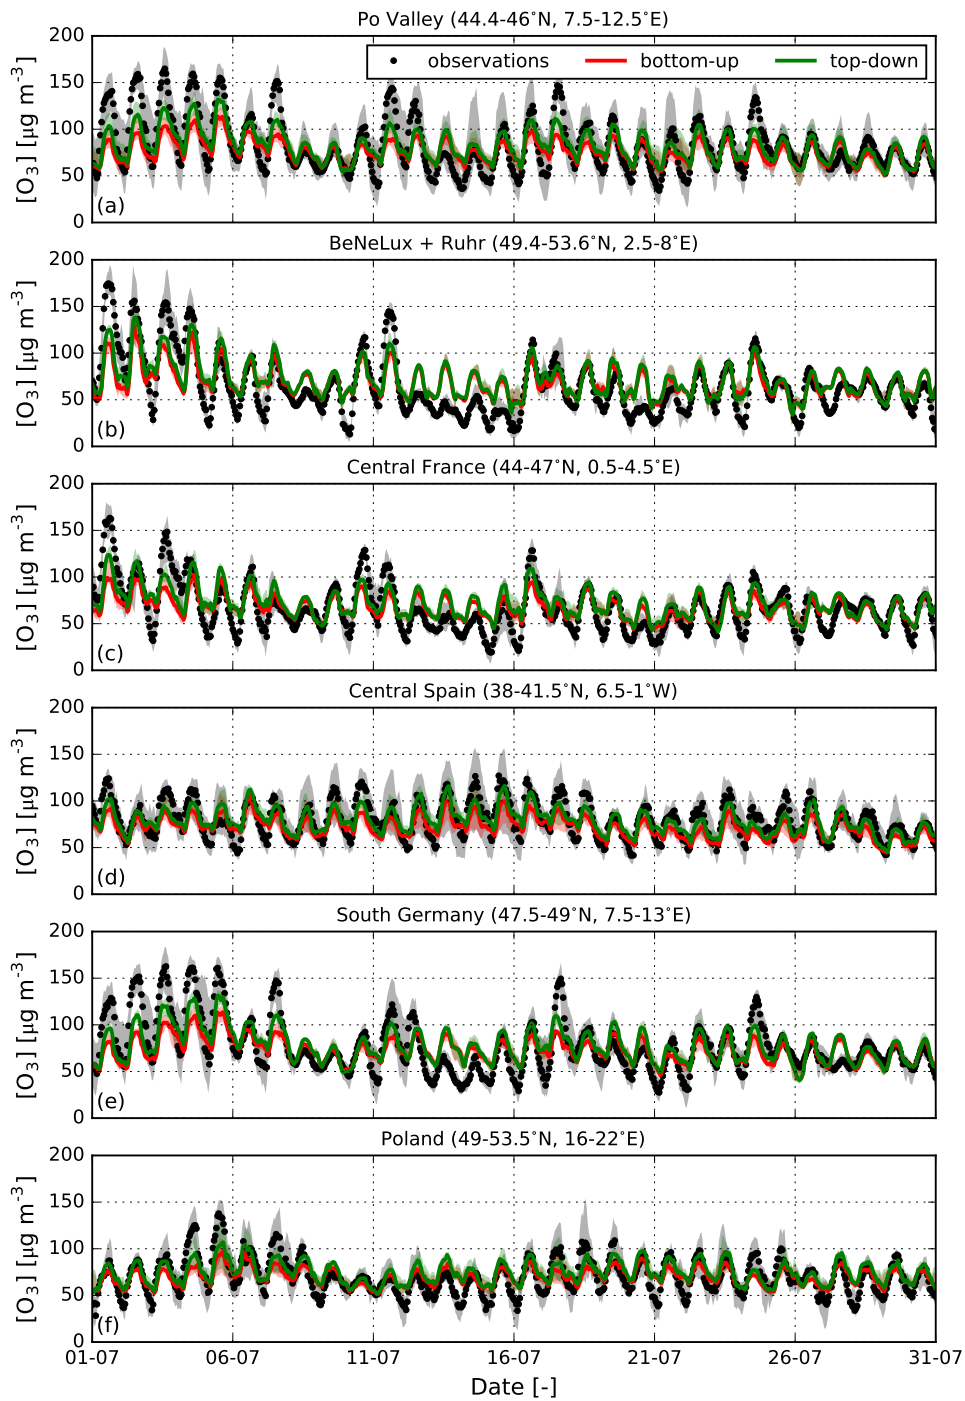 Po Valley (44.4-46°N, 7.5-12.5°E)
200
150
100
50
0
[O3] [μg m-3]
observations
bottom-up
top-down
(a)
BeNeLux + Ruhr (49.4-53.6°N, 2.5-8°E)
200
150
100
50
0
[O3] [μg m-3]
(b)
Central France (44-47°N, 0.5-4.5°E)
200
150
100
50
0
[O3] [μg m-3]
(c)
Central Spain (38-41.5°N, 6.5-1°W)
200
150
100
50
0
[O3] [μg m-3]
(d)
South Germany (47.5-49°N, 7.5-13°E)
200
150
100
50
0
[O3] [μg m-3]
(e)
Poland (49-53.5°N, 16-22°E)
200
150
100
50
0
[O3] [μg m-3]
(f)
01-07 06-07 11-07 16-07 21-07 26-07 31-07
Date [-]